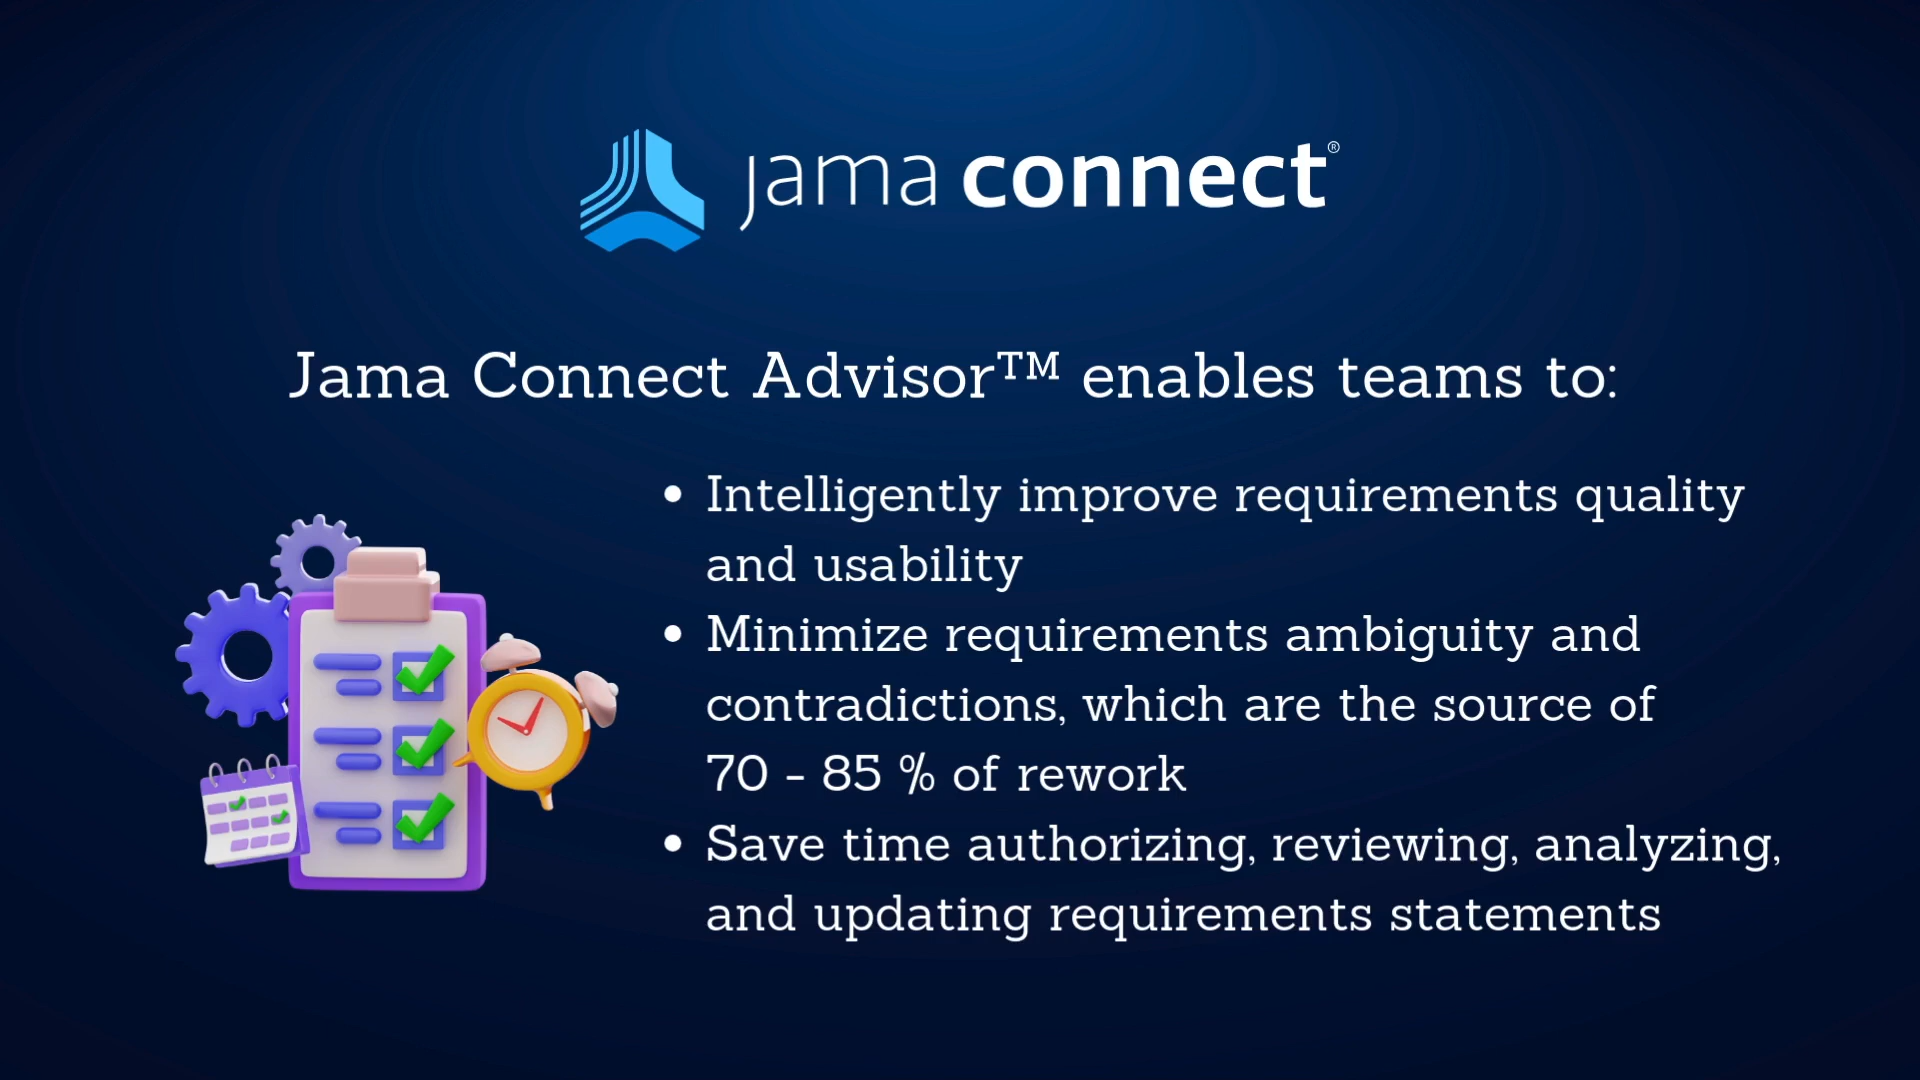 jama connect®
Jama Connect Advisor™ enables teams to:
• Intelligently improve requirements quality
and usability
• Minimize requirements ambiguity and
contradictions, which are the source of
70 - 85 % of rework
• Save time authorizing, reviewing, analyzing,
and updating requirements statements